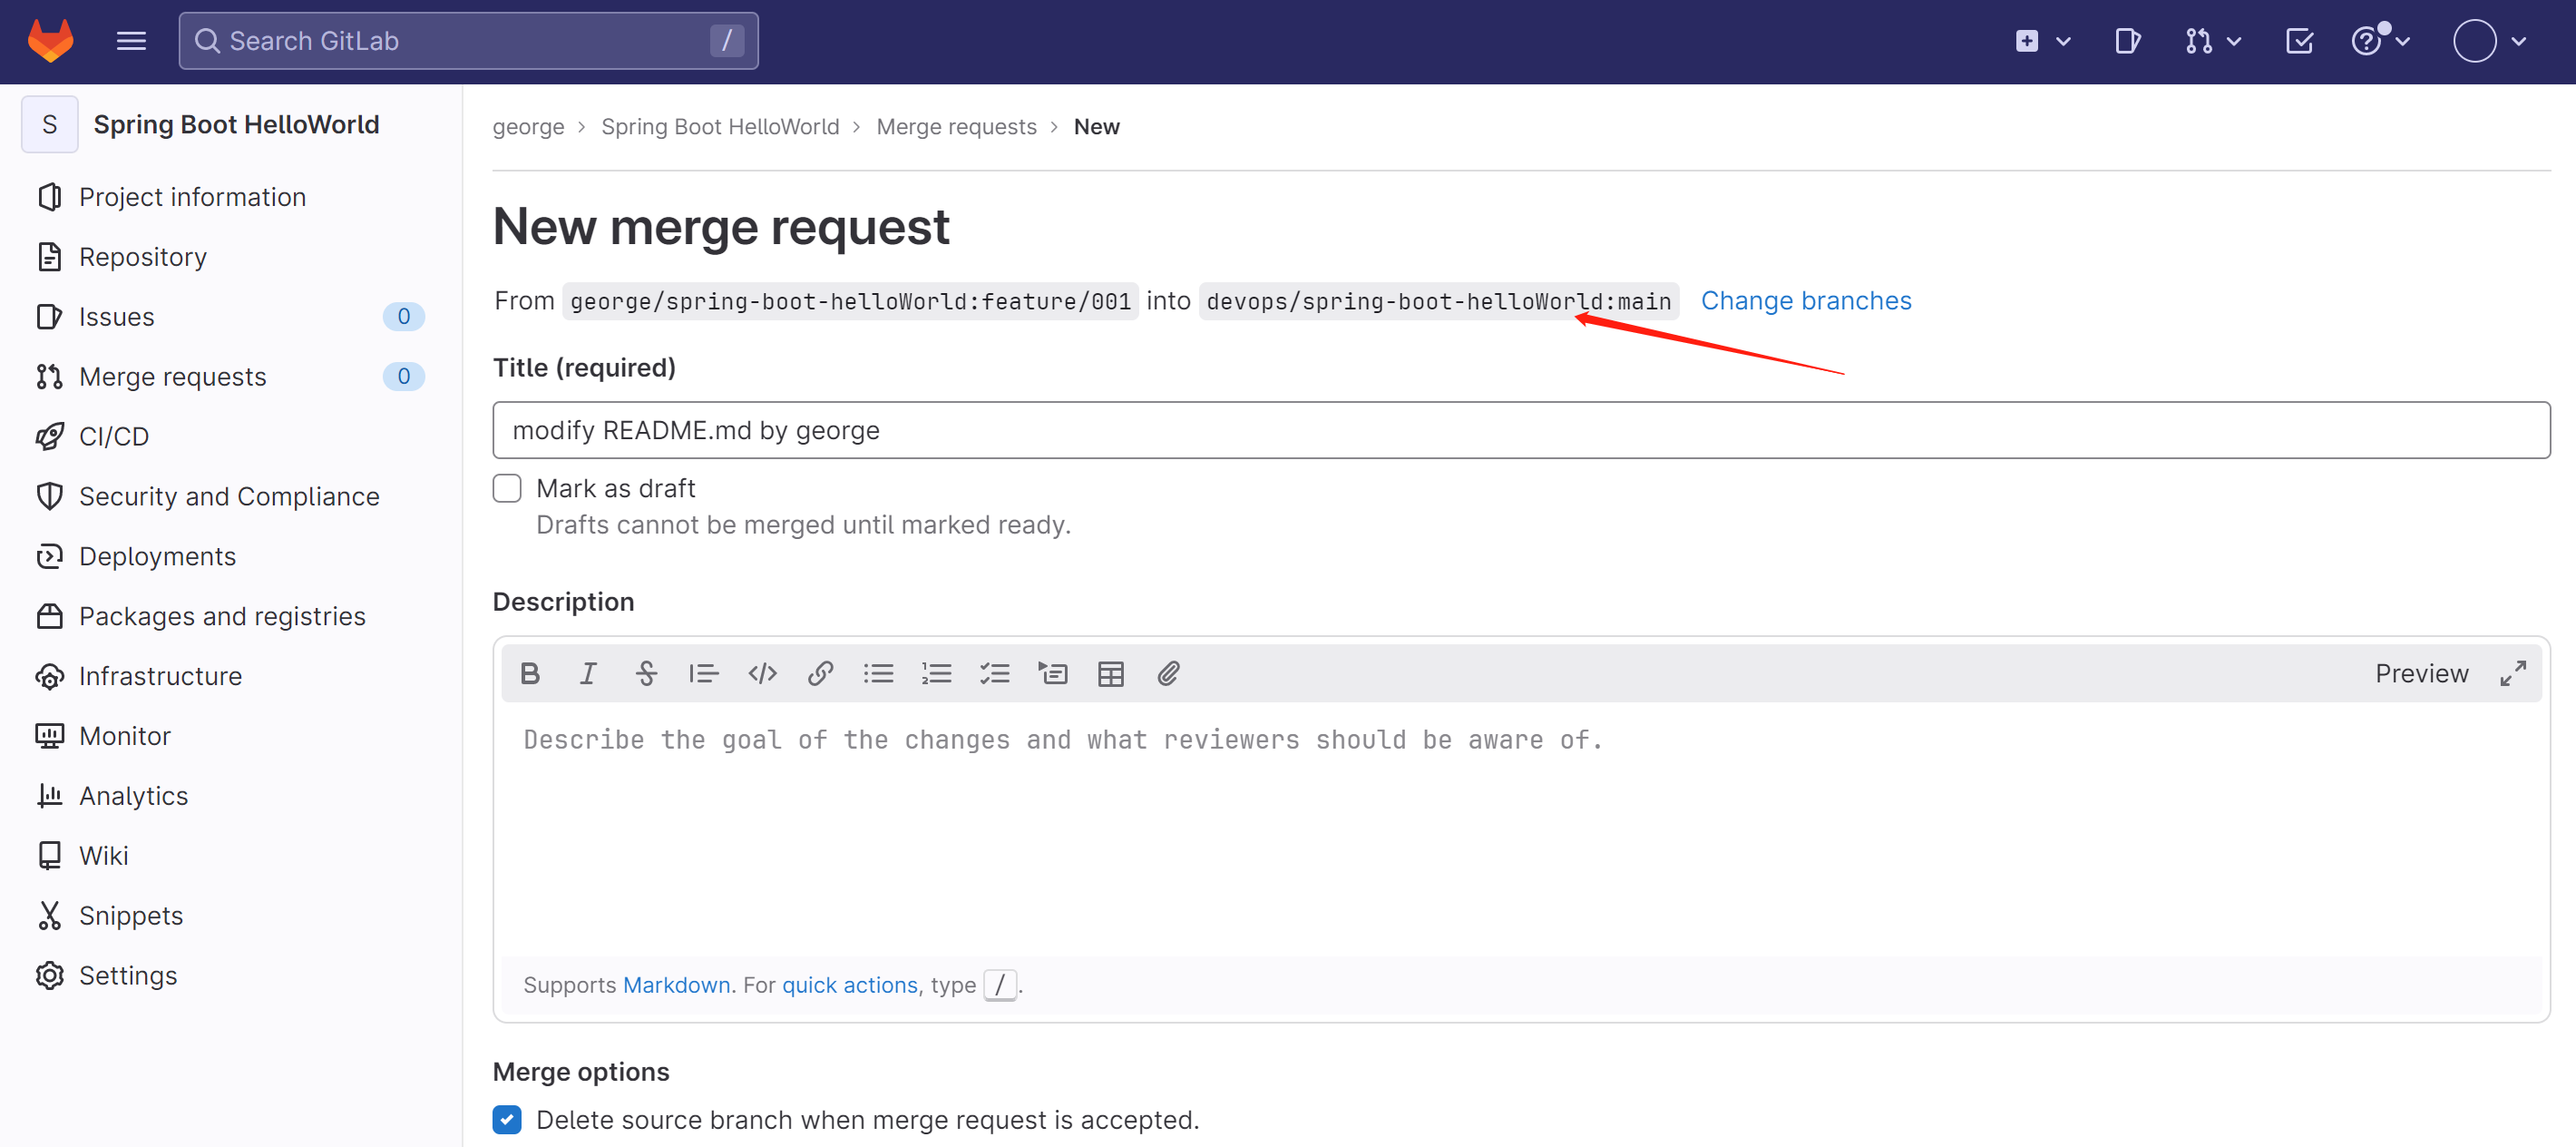 Search GitLab /
S Spring Boot HelloWorld
Project information
Repository
Issues 0
Merge requests 0
CI/CD
Security and Compliance
Deployments
Packages and registries
Infrastructure
Monitor
Analytics
Wiki
Snippets
Settings
george > Spring Boot HelloWorld > Merge requests > New
New merge request
From george/spring-boot-helloWorld:feature/001 into devops/spring-boot-helloWorld:main Change branches
Title (required)
modify README.md by george
Mark as draft
Drafts cannot be merged until marked ready.
Description
Preview
Describe the goal of the changes and what reviewers should be aware of.
Supports Markdown. For quick actions, type /.
Merge options
Delete source branch when merge request is accepted.